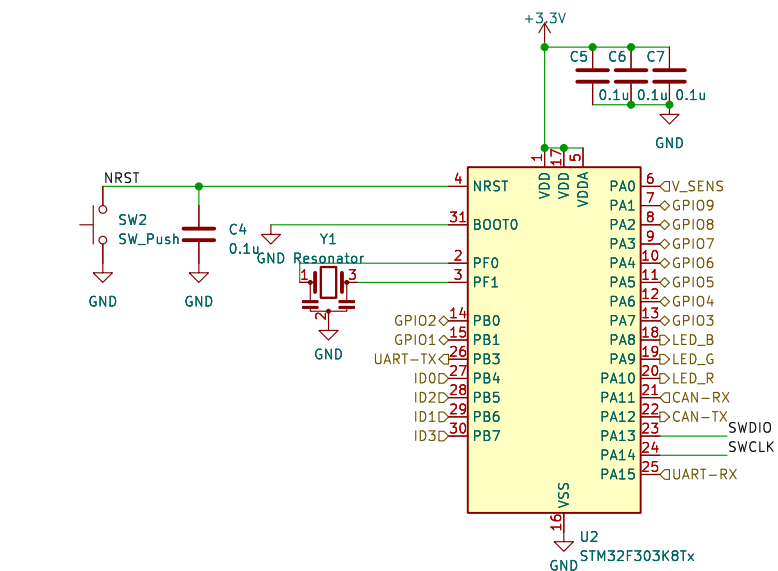 +3.3V
C5 C6 C7
0.1u 0.1u 0.1u
GND
1 17 5
VDD VDD VDDA
NRST 4 NRST PA0 6 V_SENS
PA1 7 GPIO9
SW2 31 BOOT0 PA2 8 GPIO8
SW_Push C4 PA3 9 GPIO7
0.1u GND Y1
Resonator 2 PF0 PA4 10 GPIO6
1 3 3 PF1 PA5 11 GPIO5
GND GND PA6 12 GPIO4
2 GPIO2 14 PB0 PA7 13 GPIO3
GND GPIO1 15 PB1 PA8 18 LED_B
UART-TX 26 PB3 PA9 19 LED_G
ID0 27 PB4 PA10 20 LED_R
ID2 28 PB5 PA11 21 CAN-RX
ID1 29 PB6 PA12 22 CAN-TX
ID3 30 PB7 PA13 23 SWDIO
PA14 24 SWCLK
PA15 25 UART-RX
VSS
16
U2
STM32F303K8Tx
GND